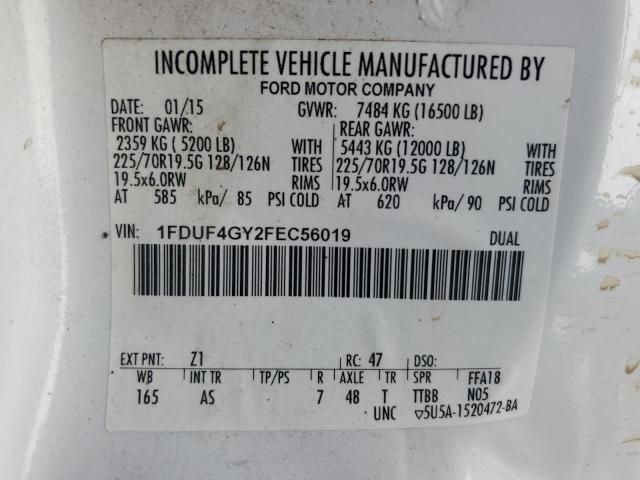 INCOMPLETE VEHICLE MANUFACTURED BY
FORD MOTOR COMPANY
DATE: 01/15 GVWR: 7484 KG (16500 LB)
FRONT GAWR: REAR GAWR:
2359 KG ( 5200 LB) WITH 5443 KG (12000 LB) WITH
225/70R19.5G 128/126N TIRES 225/70R19.5G 128/126N TIRES
19.5x6.0RW RIMS 19.5x6.0RW RIMS
AT 585 kPa/ 85 PSI COLD AT 620 kPa/ 90 PSI COLD
VIN: 1FDUF4GY2FEC56019 DUAL
EXT PNT: Z1 RC: 47 DSO:
WB INT TR TP/PS R AXLE TR SPR FFA18
165 AS 7 48 T TTBB N05
UNC ▽5U5A-1520472-BA